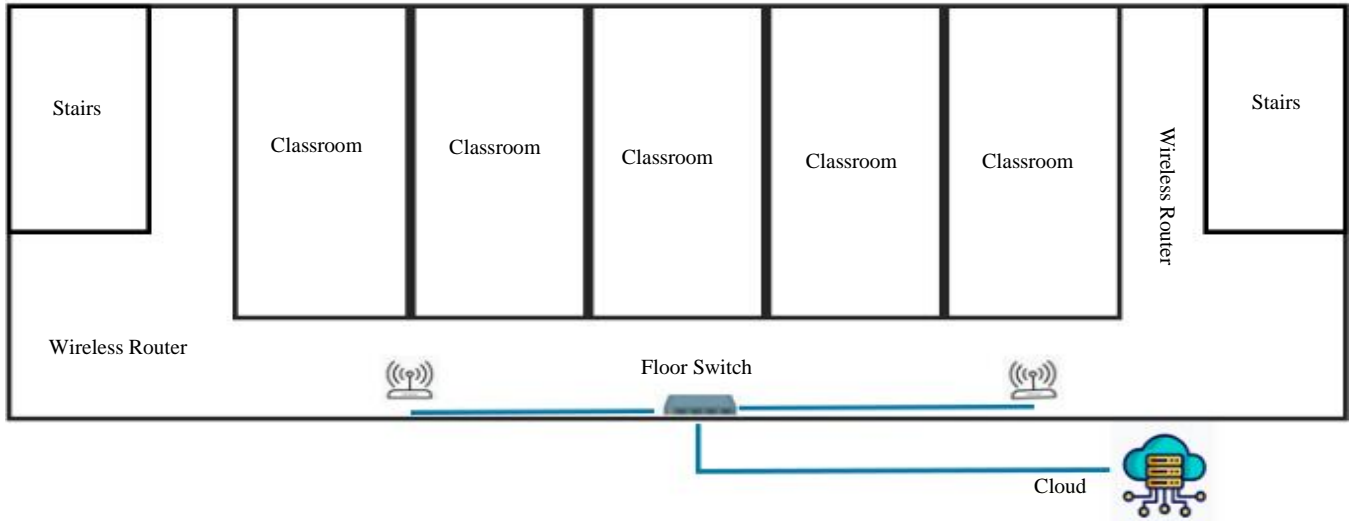 Stairs
Classroom
Classroom
Classroom
Classroom
Classroom
Wireless Router
Stairs
Wireless Router
Floor Switch
Cloud